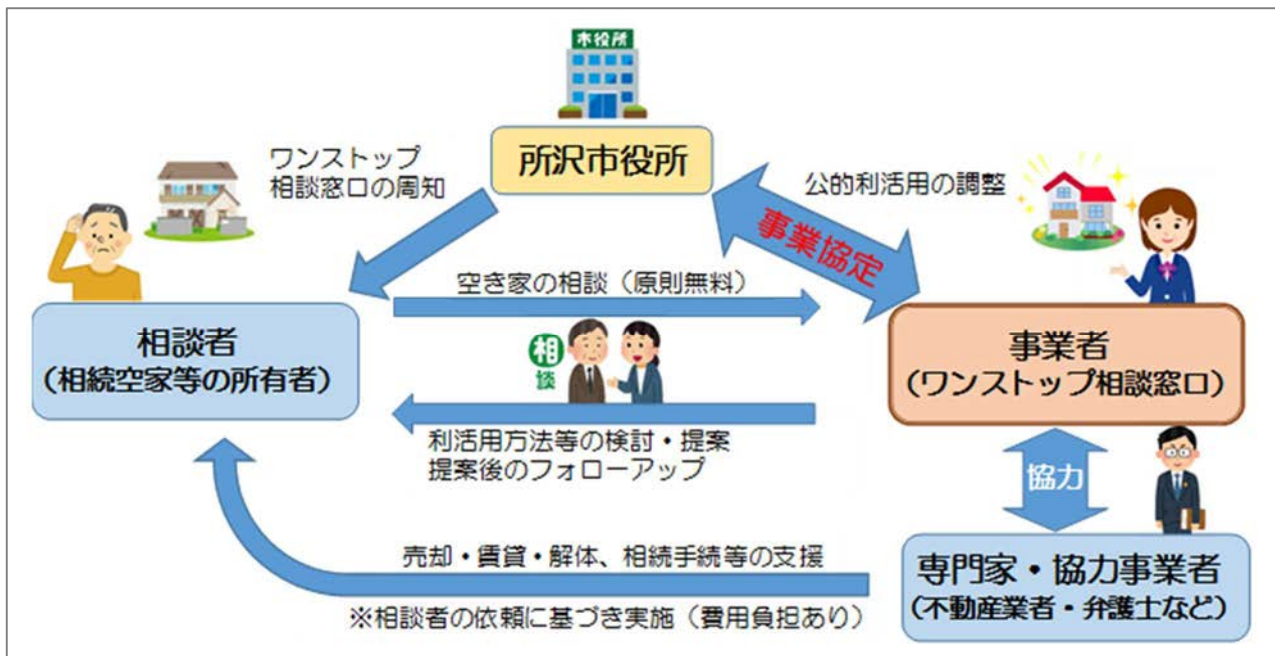 市役所
所沢市役所
ワンストップ
相談窓口の周知
公的利活用の調整
事業協定
空き家の相談（原則無料）
相談者
（相続空家等の所有者）
相
談
事業者
（ワンストップ相談窓口）
利活用方法等の検討・提案
提案後のフォローアップ
協力
売却・賃貸・解体、相続手続等の支援
※相談者の依頼に基づき実施（費用負担あり）
専門家・協力事業者
（不動産業者・弁護士など）